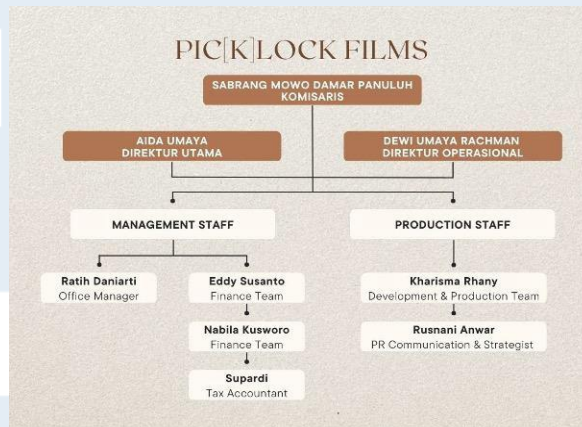 PIC[K]LOCK FILMS
SABRANG MOWO DAMAR PANULUH
KOMISARIS
AIDA UMAYA
DIREKTUR UTAMA
DEWI UMAYA RACHMAN
DIREKTUR OPERASIONAL
MANAGEMENT STAFF
PRODUCTION STAFF
Ratih Daniarti
Office Manager
Eddy Susanto
Finance Team
Kharisma Rhany
Development & Production Team
Nabila Kusworo
Finance Team
Rusnani Anwar
PR Communication & Strategist
Supardi
Tax Accountant